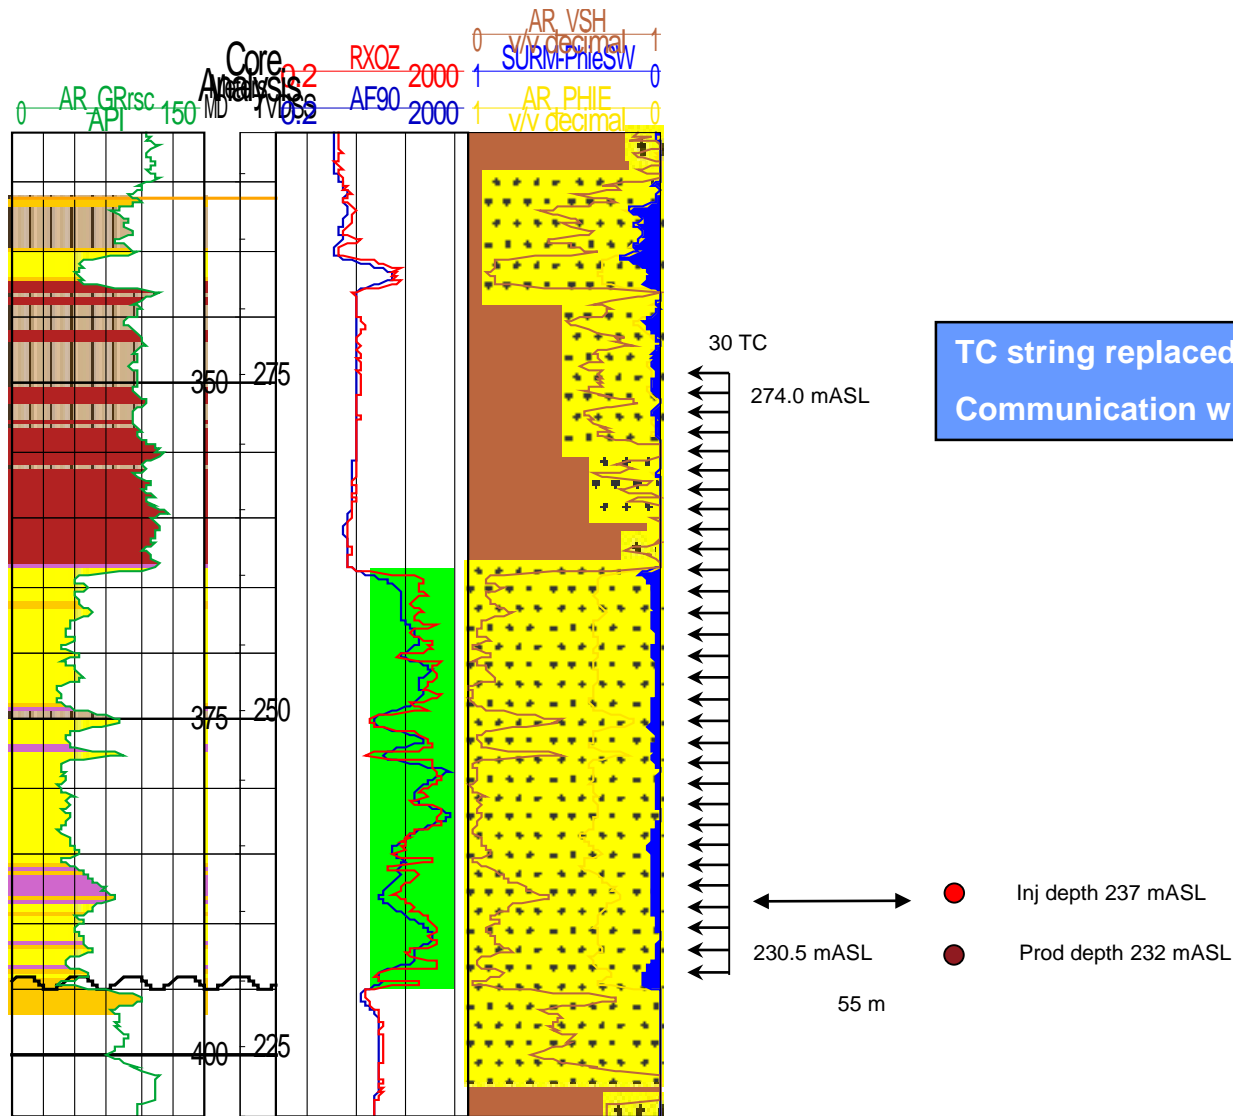 AR_VSH
0 v/v decimal 1
Core RXOZ SURM-PhieSW
Analysis 0.2 2000 1 0
AR_GRrsc AF90 AR_PHIE
0 API 150 MD TVDSS 0.2 2000 1 v/v decimal 0
30 TC
TC string replaced
350 275
274.0 mASL
Communication w
375 250
Inj depth 237 mASL
230.5 mASL
Prod depth 232 mASL
55 m
400 225